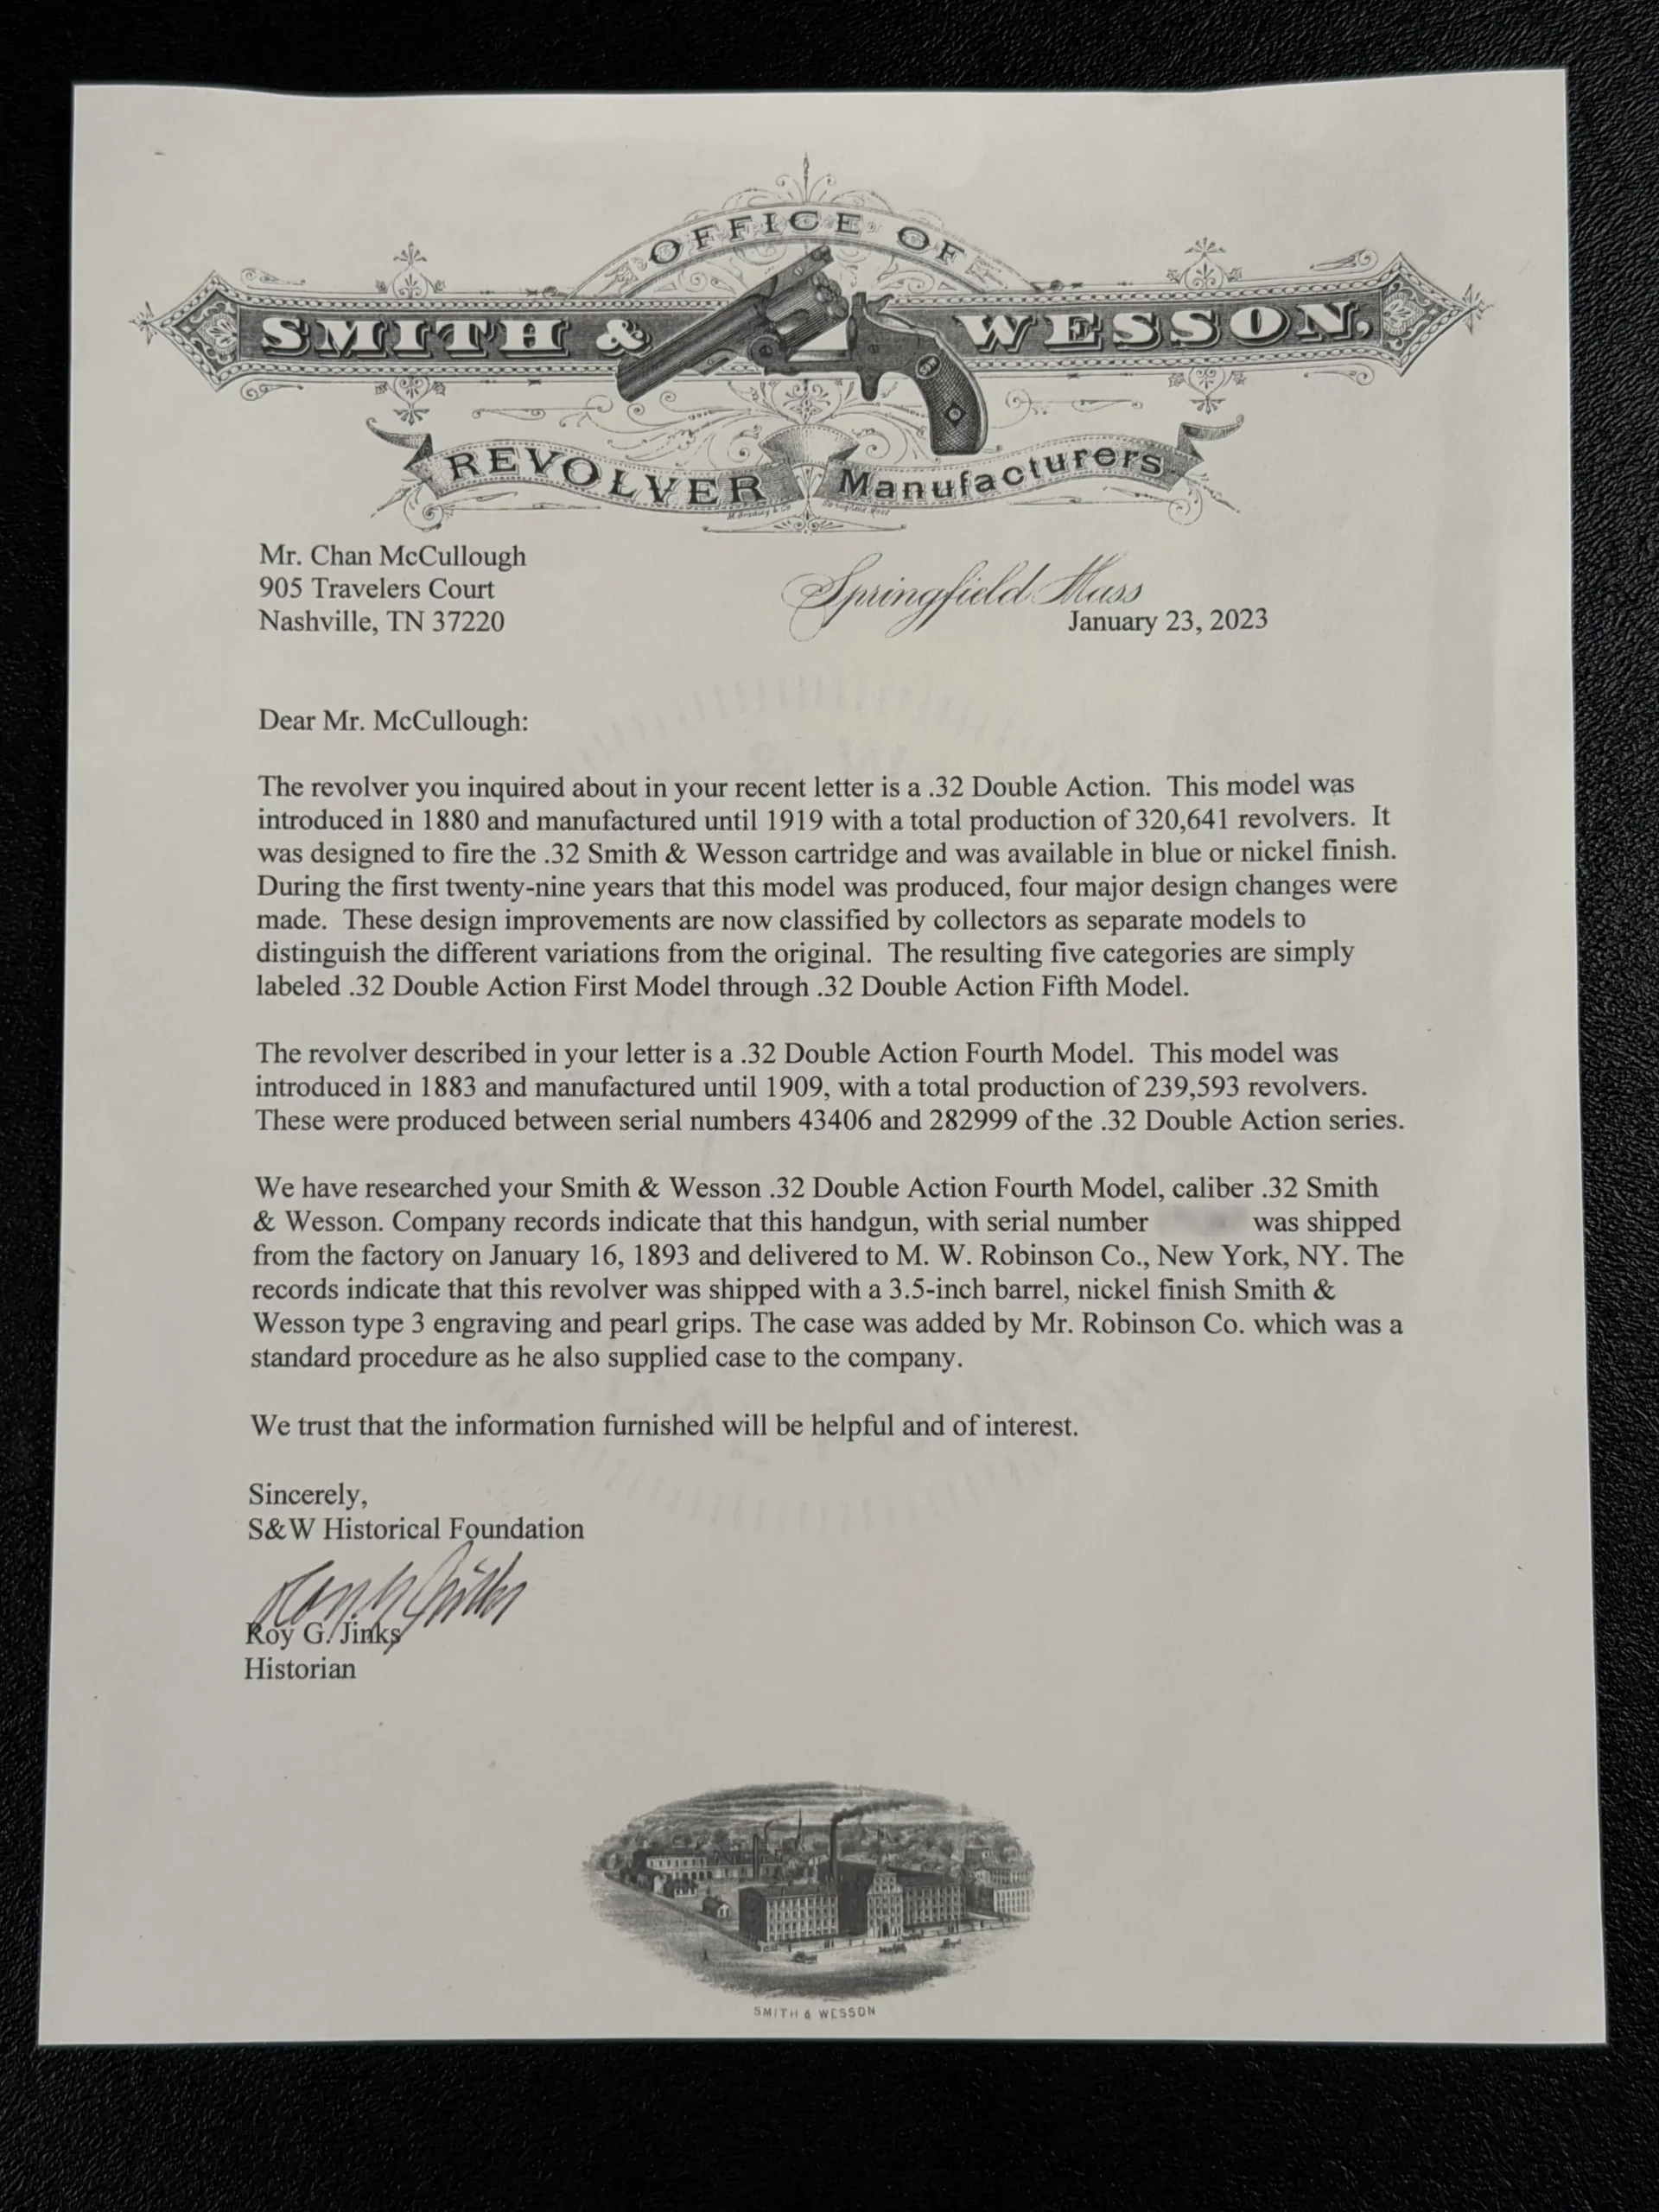 OFFICE OF
SMITH & WESSON.
REVOLVER Manufacturers
Springfield Mass
Mr. Chan McCullough
905 Travelers Court
Nashville, TN 37220
January 23, 2023
Dear Mr. McCullough:
The revolver you inquired about in your recent letter is a .32 Double Action. This model was
introduced in 1880 and manufactured until 1919 with a total production of 320,641 revolvers. It
was designed to fire the .32 Smith & Wesson cartridge and was available in blue or nickel finish.
During the first twenty-nine years that this model was produced, four major design changes were
made. These design improvements are now classified by collectors as separate models to
distinguish the different variations from the original. The resulting five categories are simply
labeled .32 Double Action First Model through .32 Double Action Fifth Model.
The revolver described in your letter is a .32 Double Action Fourth Model. This model was
introduced in 1883 and manufactured until 1909, with a total production of 239,593 revolvers.
These were produced between serial numbers 43406 and 282999 of the .32 Double Action series.
We have researched your Smith & Wesson .32 Double Action Fourth Model, caliber .32 Smith
& Wesson. Company records indicate that this handgun, with serial number was shipped
from the factory on January 16, 1893 and delivered to M. W. Robinson Co., New York, NY. The
records indicate that this revolver was shipped with a 3.5-inch barrel, nickel finish Smith &
Wesson type 3 engraving and pearl grips. The case was added by Mr. Robinson Co. which was a
standard procedure as he also supplied case to the company.
We trust that the information furnished will be helpful and of interest.
Sincerely,
S&W Historical Foundation
Roy G. Jinks
Historian
SMITH & WESSON